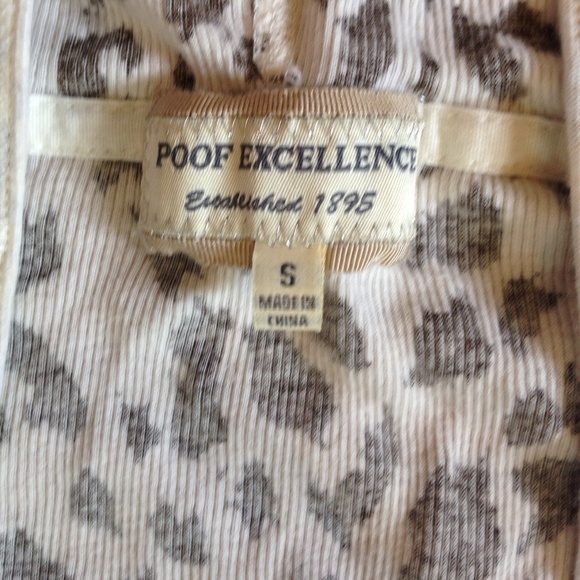 POOF EXCELLENCE
Established 1895
S
MADE IN
CHINA